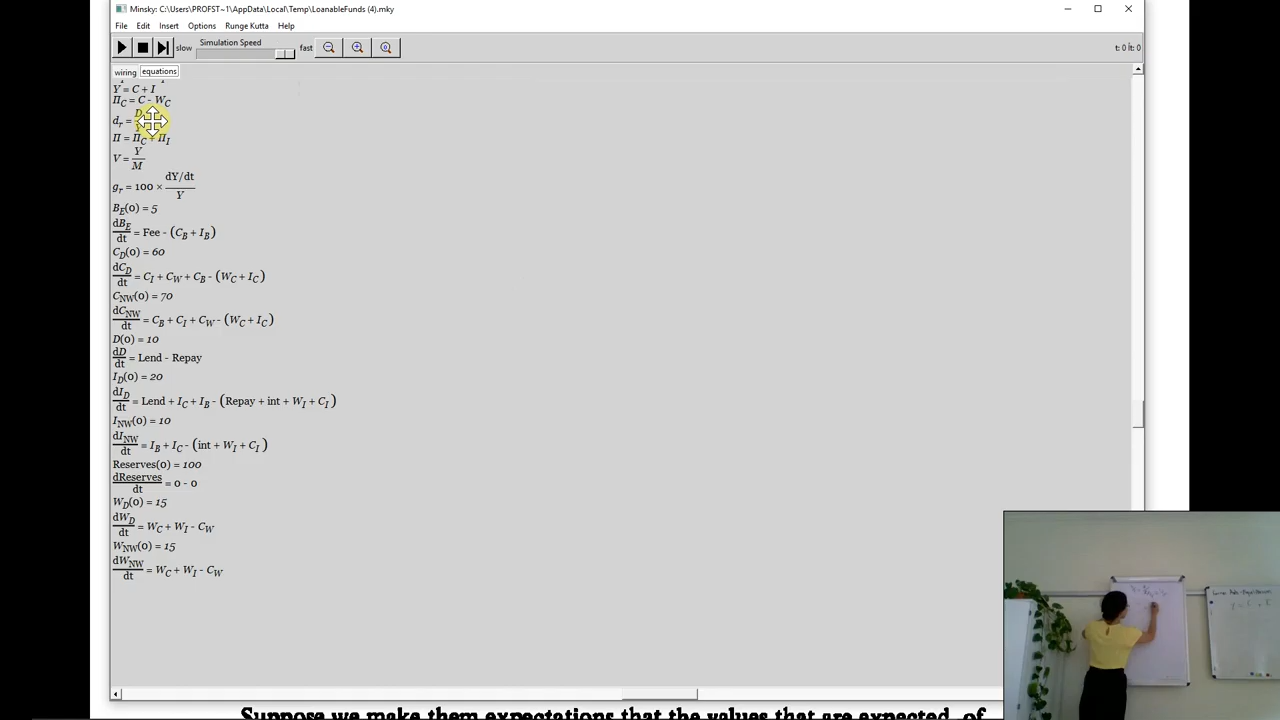 Minsky: C:\Users\PROFST~1\AppData\Local\Temp\LoanableFunds (4).mky
File Edit Insert Options Runge Kutta Help
slow Simulation Speed fast t: 0 Δt: 0
wiring equations
Y = C + I
Π_C = C - W_C
d_r = D
Π = Π_C + Π_I
V = Y/M
g_r = 100 × dY/dt / Y
B_E(0) = 5
dB_E/dt = Fee - (C_B + I_B)
C_D(0) = 60
dC_D/dt = C_I + C_W + C_B - (W_C + I_C)
C_NW(0) = 70
dC_NW/dt = C_B + C_I + C_W - (W_C + I_C)
D(0) = 10
dD/dt = Lend - Repay
I_D(0) = 20
dI_D/dt = Lend + I_C + I_B - (Repay + int + W_I + C_I)
I_NW(0) = 10
dI_NW/dt = I_B + I_C - (int + W_I + C_I)
Reserves(0) = 100
dReserves/dt = 0 - 0
W_D(0) = 15
dW_D/dt = W_C + W_I - C_W
W_NW(0) = 15
dW_NW/dt = W_C + W_I - C_W
Suppose we make them expectations that the values that are expected, of